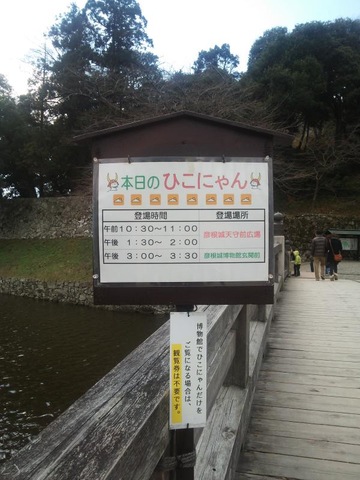 本日のひこにゃん
登場時間 登場場所
午前10:30～11:00
午後 1:30～ 2:00 彦根城天守前広場
午後 3:00～ 3:30 彦根城博物館玄関前
博物館でひこにゃんだけを
ご覧になる場合は、
観覧券は不要です。